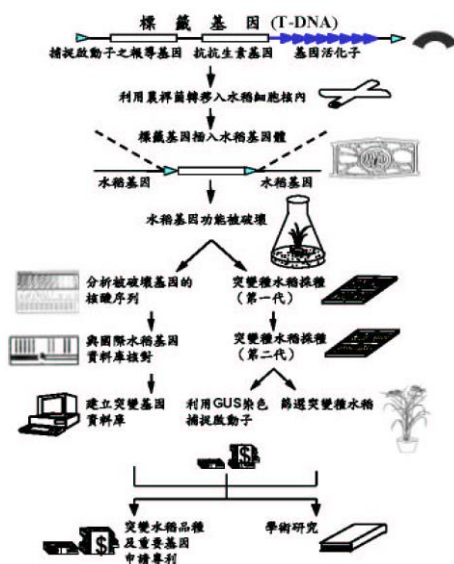 標籤基因(T-DNA)
捕捉啟動子之報導基因 抗抗生素基因 基因活化子
利用農桿菌轉移入水稻細胞核內
標籤基因插入水稻基因體
水稻基因 水稻基因
水稻基因功能被破壞
分析被破壞基因的
核酸序列
突變種水稻採種
(第一代)
與國際水稻基因
資料庫核對
突變種水稻採種
(第二代)
建立突變基因
資料庫
利用GUS染色
捕捉啟動子
篩選突變種水稻
$
突變水稻品種
及重要基因
申請專利
$
學術研究